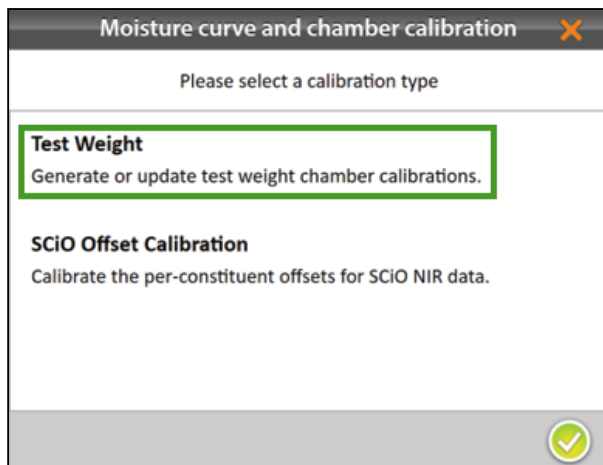 Moisture curve and chamber calibration
Please select a calibration type
Test Weight
Generate or update test weight chamber calibrations.
SCiO Offset Calibration
Calibrate the per-constituent offsets for SCiO NIR data.